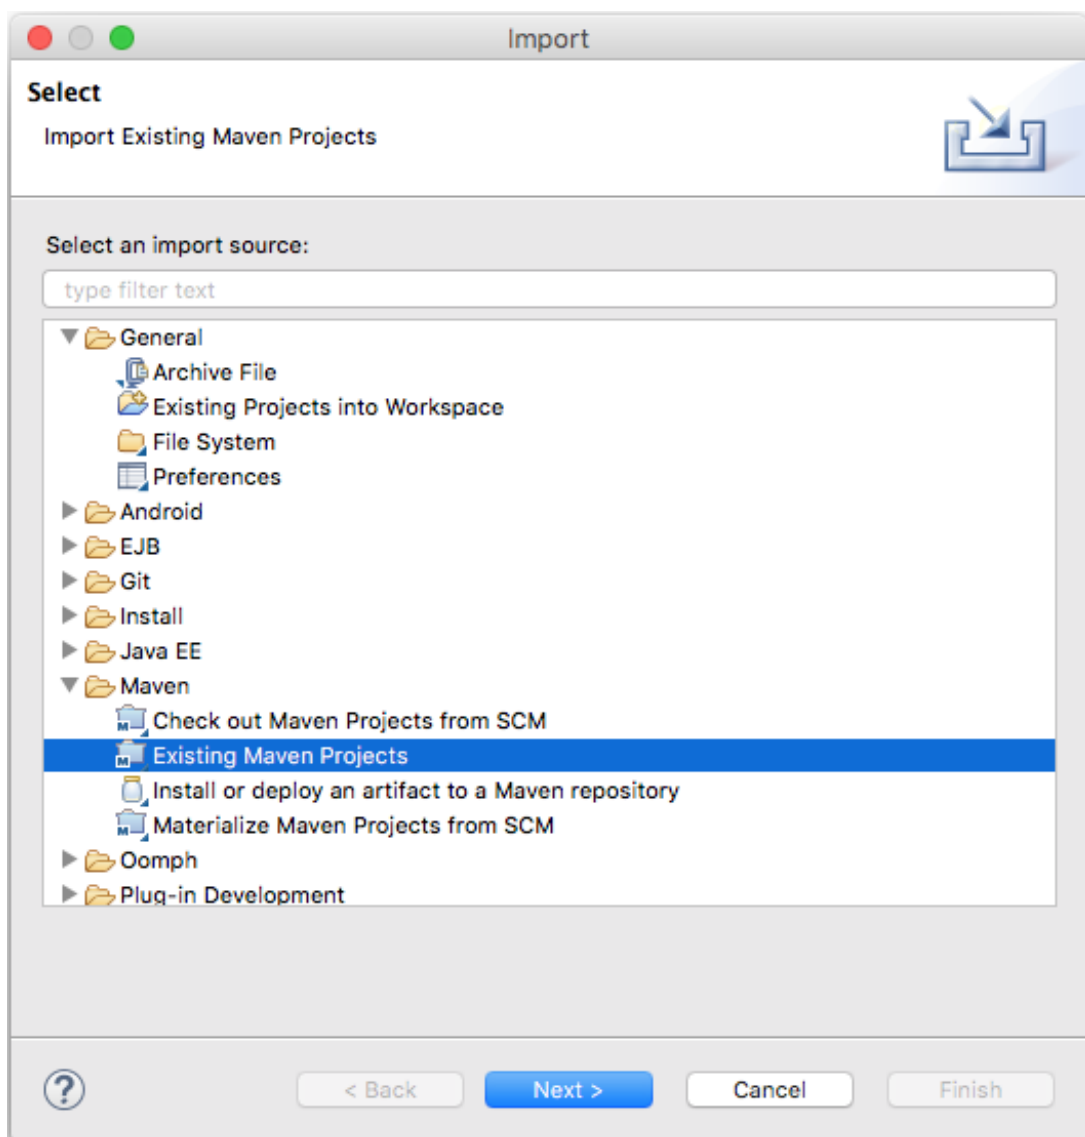 Import
Select
Import Existing Maven Projects
Select an import source:
type filter text
General
Archive File
Existing Projects into Workspace
File System
Preferences
Android
EJB
Git
Install
Java EE
Maven
Check out Maven Projects from SCM
Existing Maven Projects
Install or deploy an artifact to a Maven repository
Materialize Maven Projects from SCM
Oomph
Plug-in Development
? < Back Next > Cancel Finish